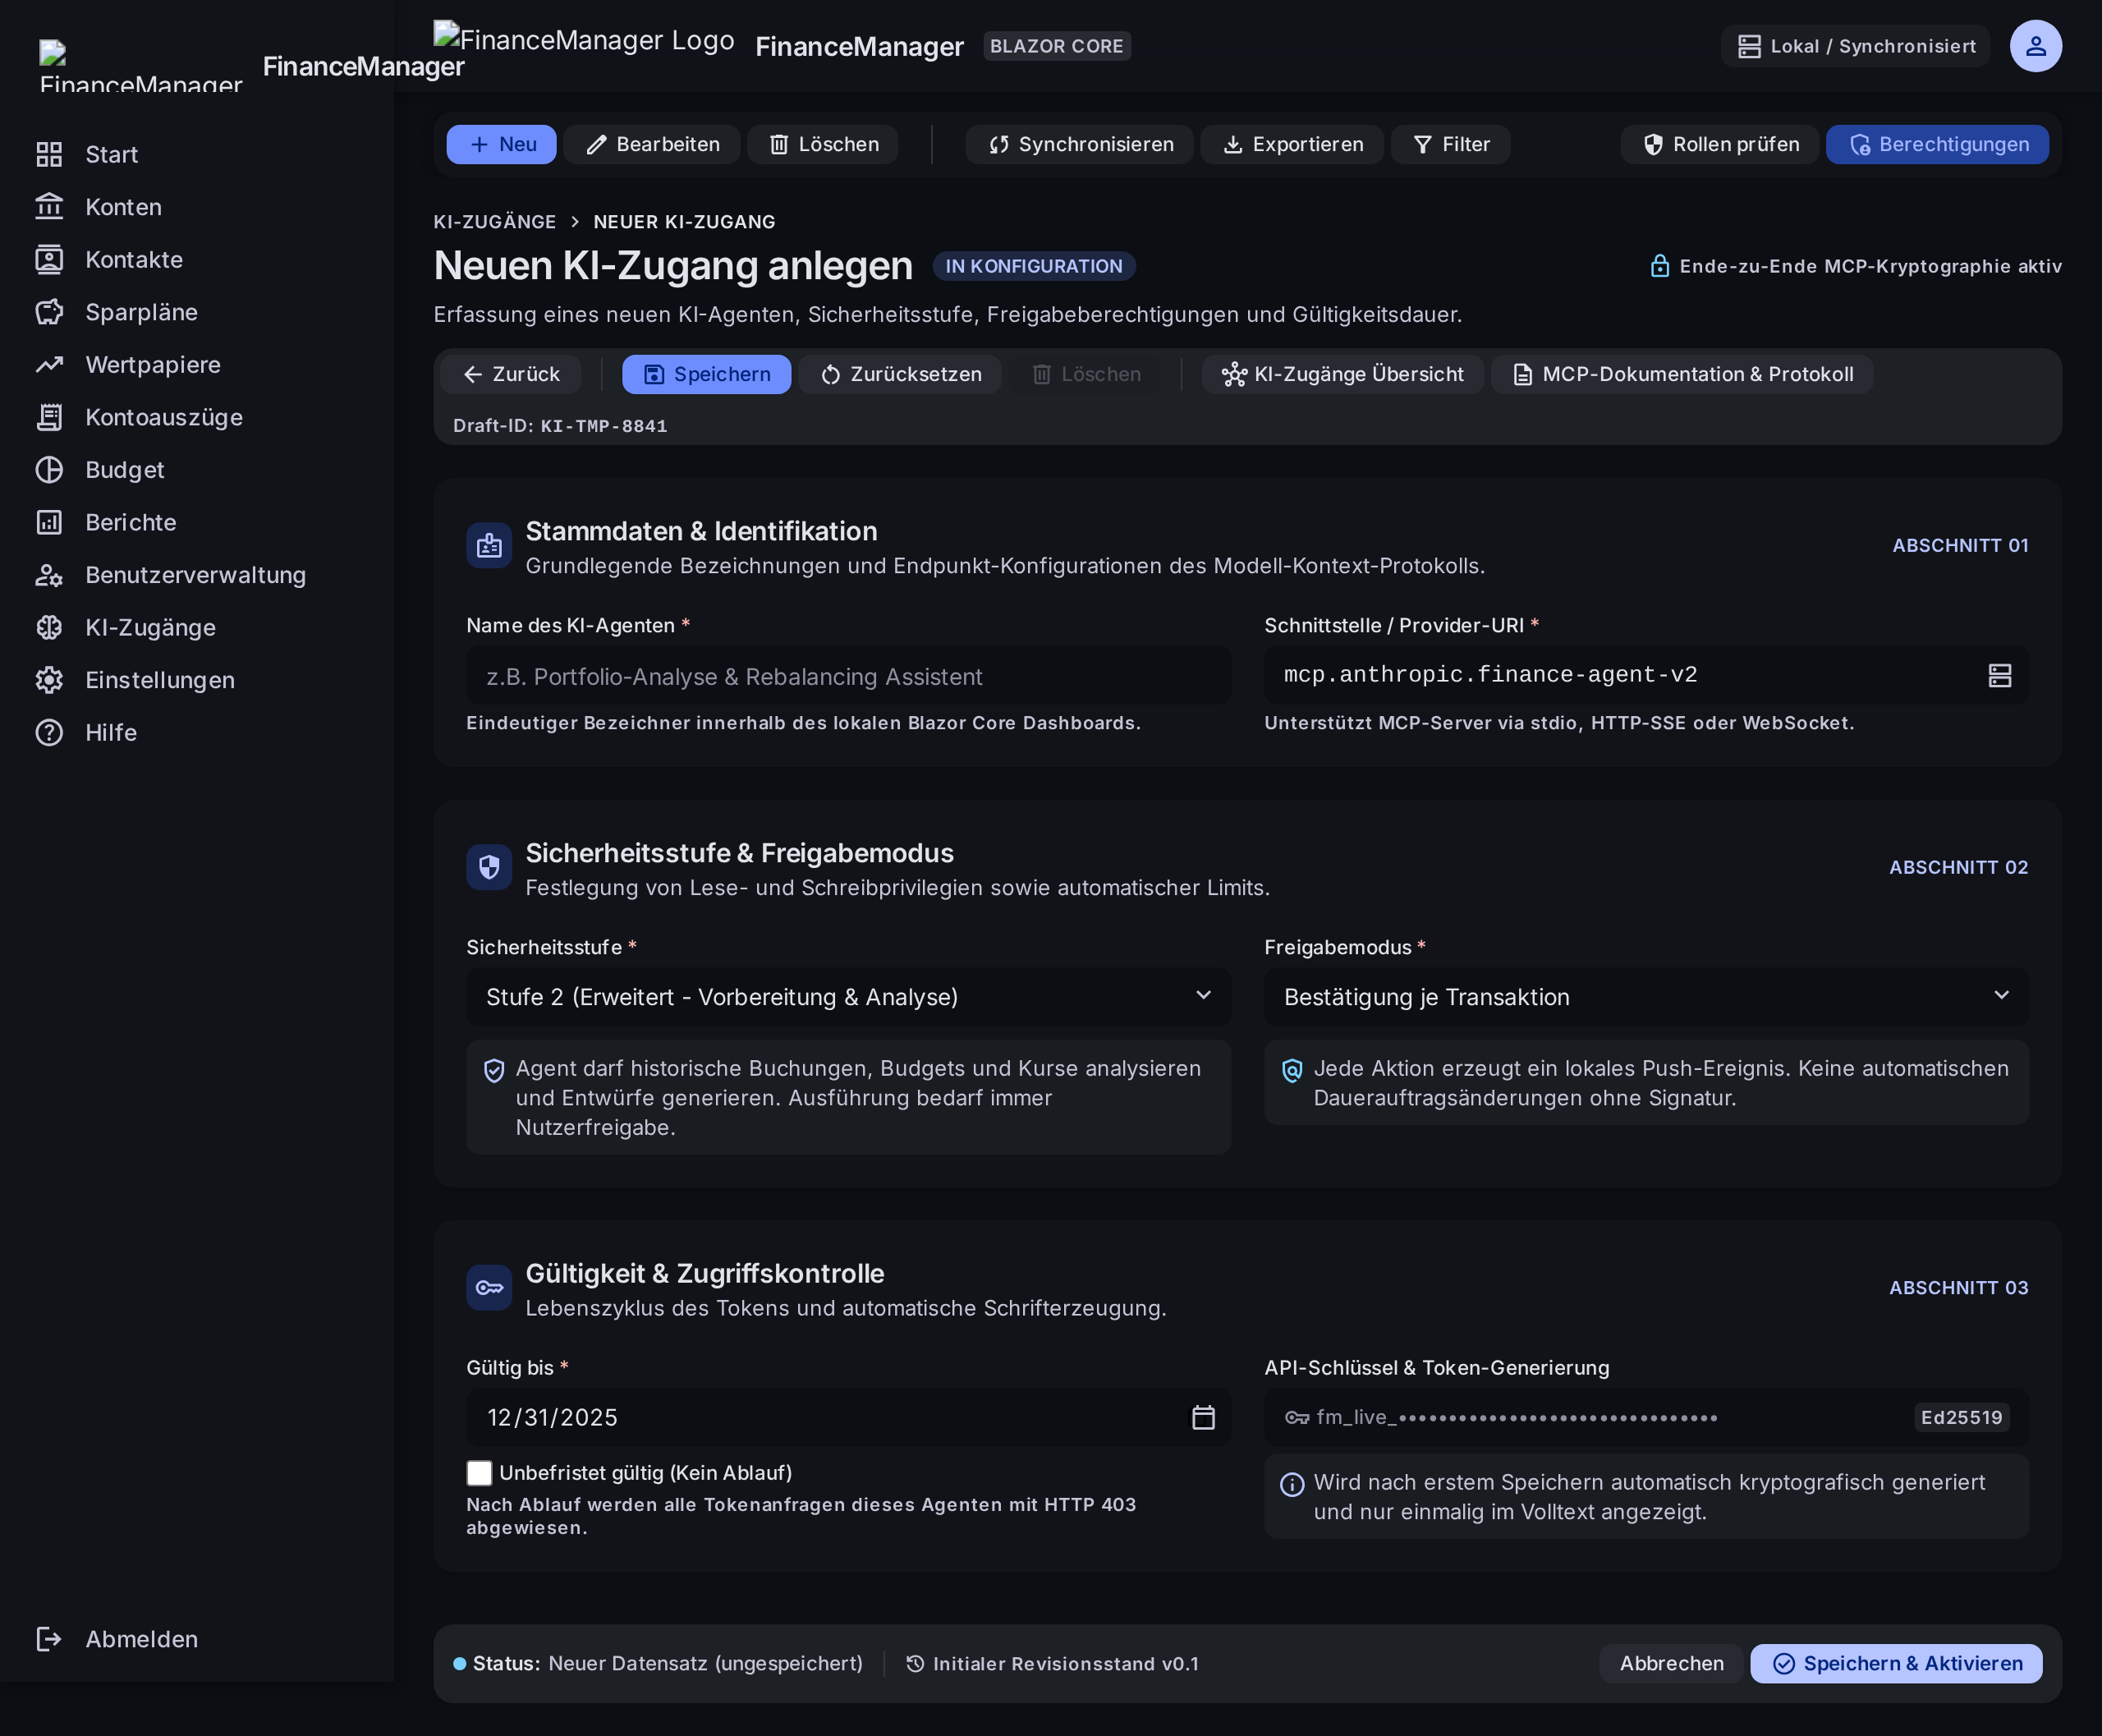 FinanceManager
FinanceManager
Start
Konten
Kontakte
Sparpläne
Wertpapiere
Kontoauszüge
Budget
Berichte
Benutzerverwaltung
KI-Zugänge
Einstellungen
Hilfe
Abmelden
FinanceManager Logo
FinanceManager
BLAZOR CORE
Lokal / Synchronisiert
Neu
Bearbeiten
Löschen
Synchronisieren
Exportieren
Filter
Rollen prüfen
Berechtigungen
KI-ZUGÄNGE > NEUER KI-ZUGANG
Neuen KI-Zugang anlegen
IN KONFIGURATION
Ende-zu-Ende MCP-Kryptographie aktiv
Erfassung eines neuen KI-Agenten, Sicherheitsstufe, Freigabeberechtigungen und Gültigkeitsdauer.
Zurück
Speichern
Zurücksetzen
Löschen
KI-Zugänge Übersicht
MCP-Dokumentation & Protokoll
Draft-ID: KI-TMP-8841
Stammdaten & Identifikation
Grundlegende Bezeichnungen und Endpunkt-Konfigurationen des Modell-Kontext-Protokolls.
ABSCHNITT 01
Name des KI-Agenten *
z.B. Portfolio-Analyse & Rebalancing Assistent
Eindeutiger Bezeichner innerhalb des lokalen Blazor Core Dashboards.
Schnittstelle / Provider-URI *
mcp.anthropic.finance-agent-v2
Unterstützt MCP-Server via stdio, HTTP-SSE oder WebSocket.
Sicherheitsstufe & Freigabemodus
Festlegung von Lese- und Schreibprivilegien sowie automatischer Limits.
ABSCHNITT 02
Sicherheitsstufe *
Stufe 2 (Erweitert - Vorbereitung & Analyse)
Agent darf historische Buchungen, Budgets und Kurse analysieren
und Entwürfe generieren. Ausführung bedarf immer
Nutzerfreigabe.
Freigabemodus *
Bestätigung je Transaktion
Jede Aktion erzeugt ein lokales Push-Ereignis. Keine automatischen
Dauerauftragsänderungen ohne Signatur.
Gültigkeit & Zugriffskontrolle
Lebenszyklus des Tokens und automatische Schrifterzeugung.
ABSCHNITT 03
Gültig bis *
12/31/2025
Unbefristet gültig (Kein Ablauf)
Nach Ablauf werden alle Tokenanfragen dieses Agenten mit HTTP 403
abgewiesen.
API-Schlüssel & Token-Generierung
fm_live_••••••••••••••••••••••••••••••••
Ed25519
Wird nach erstem Speichern automatisch kryptografisch generiert
und nur einmalig im Volltext angezeigt.
Status: Neuer Datensatz (ungespeichert)
Initialer Revisionsstand v0.1
Abbrechen
Speichern & Aktivieren